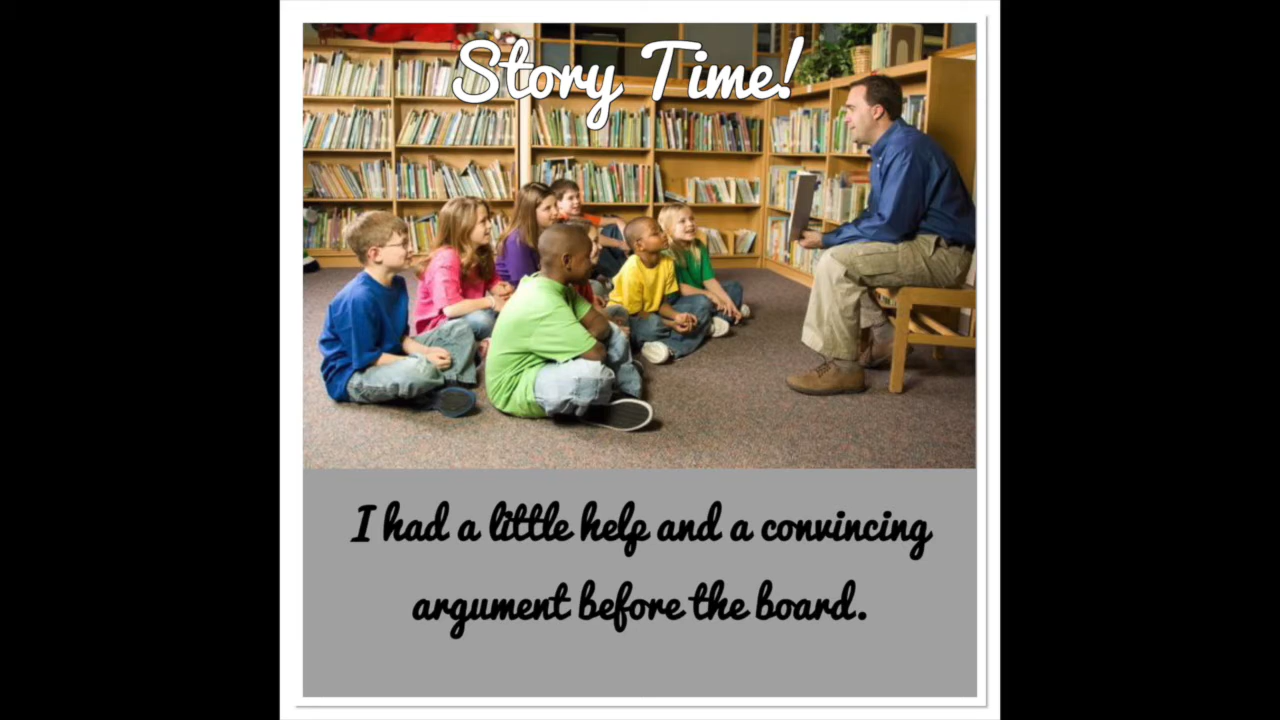 Story Time!
I had a little help and a convincing
argument before the board.